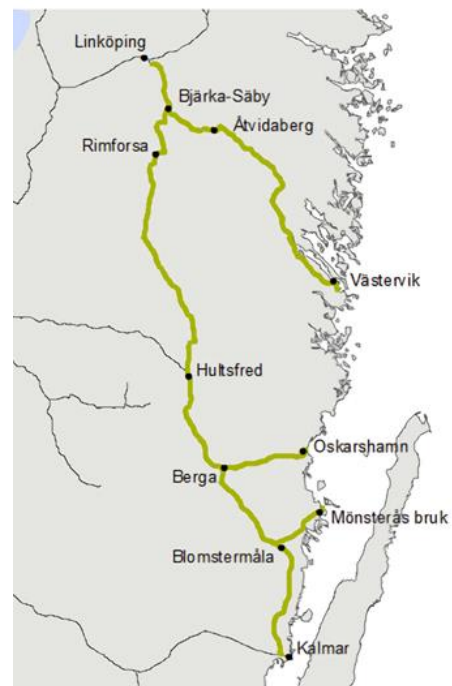 Linköping
Bjärka-Säby
Åtvidaberg
Rimforsa
Västervik
Hultsfred
Oskarshamn
Berga
Mönsterås bruk
Blomstermåla
Kalmar